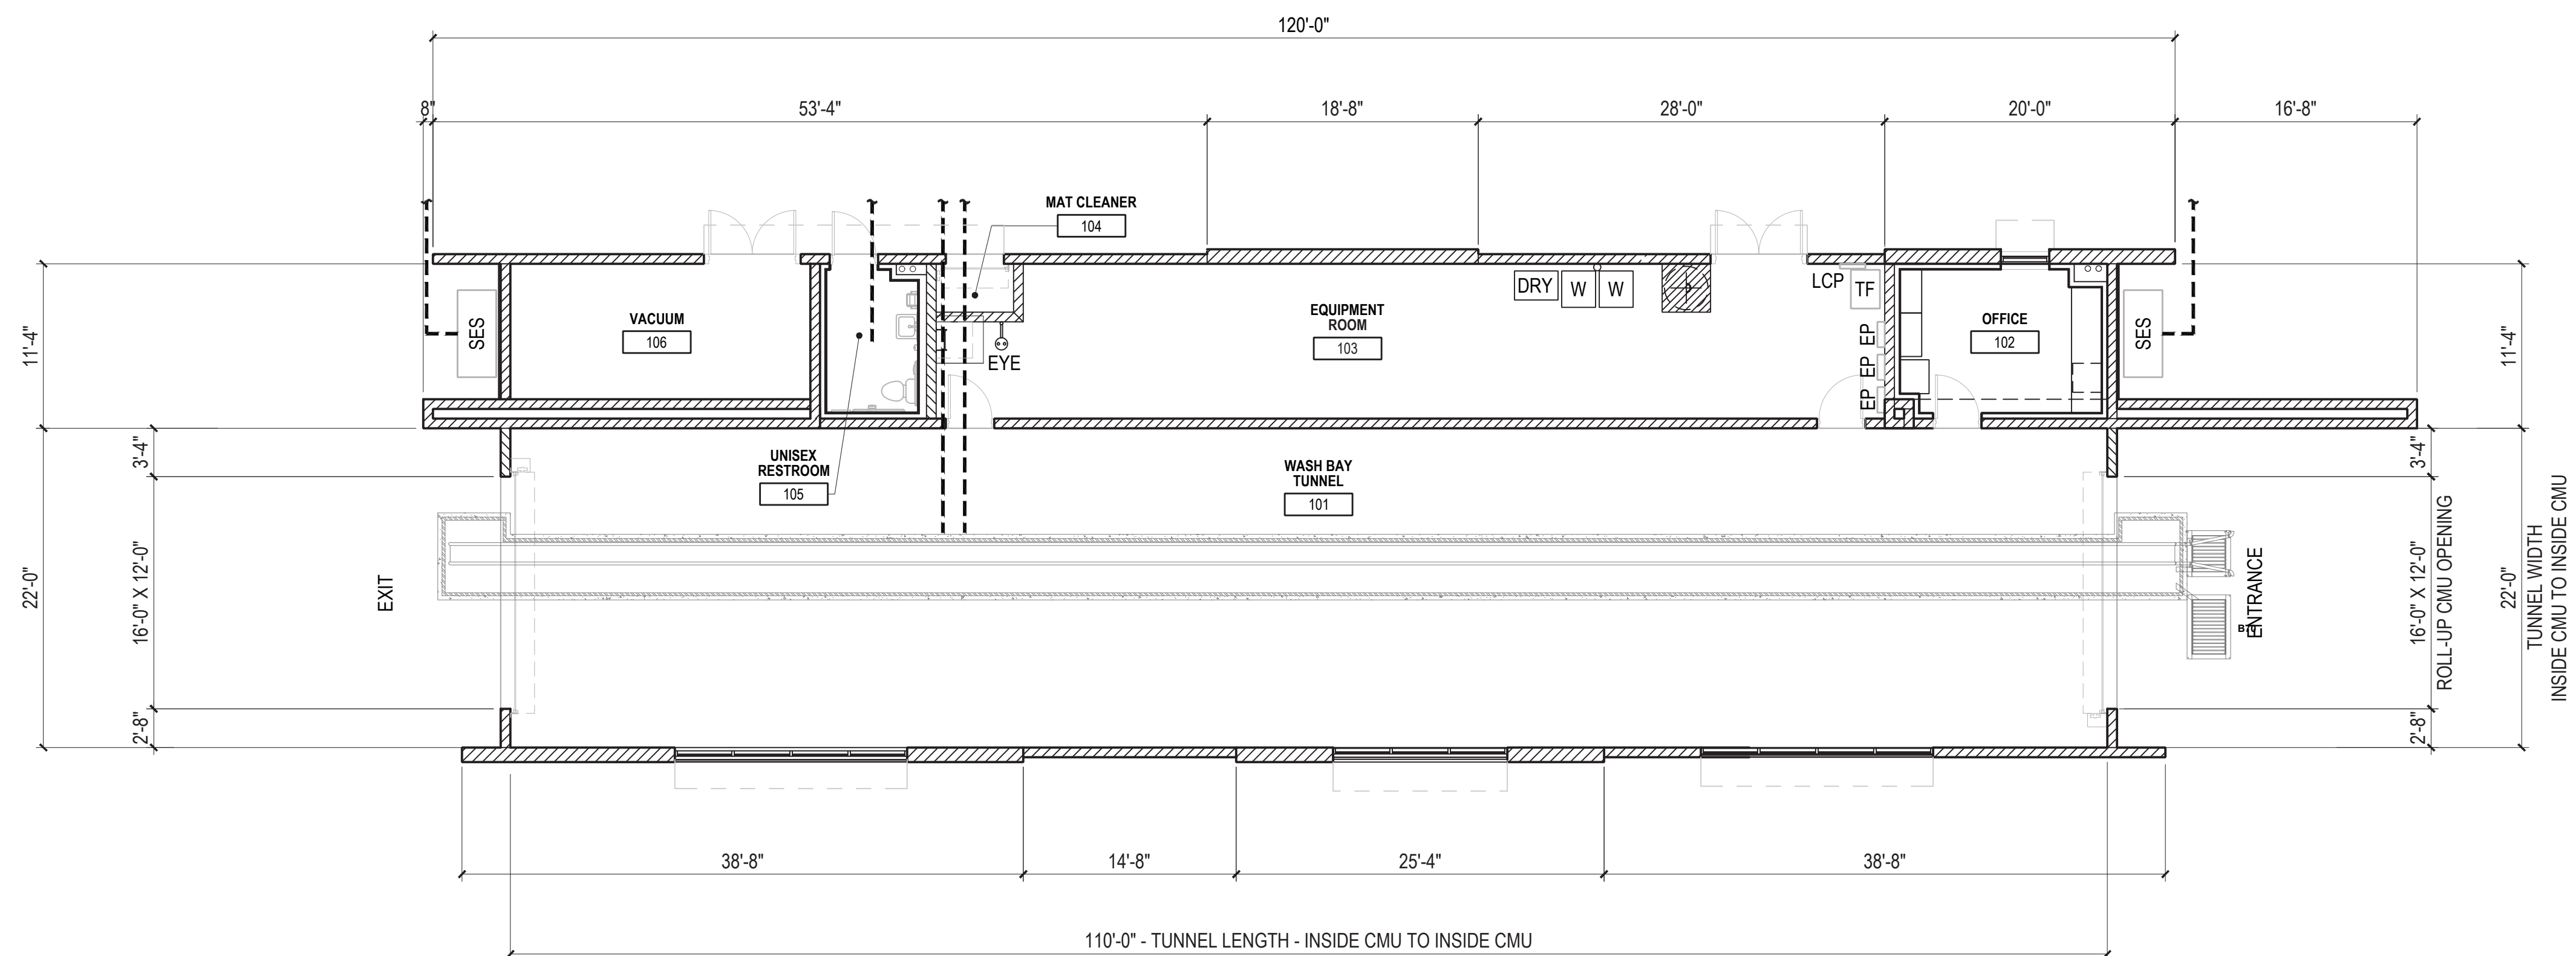 120'-0"
8"
53'-4"
18'-8"
28'-0"
20'-0"
16'-8"
MAT CLEANER
104
SES
VACUUM
106
EYE
EQUIPMENT
ROOM
103
DRY
W
W
LCP
TF
EP
EP
EP
OFFICE
102
SES
11'-4"
11'-4"
UNISEX
RESTROOM
105
WASH BAY
TUNNEL
101
3'-4"
16'-0" X 12'-0"
2'-8"
22'-0"
EXIT
ENTRANCE
3'-4"
16'-0" X 12'-0"
ROLL-UP CMU OPENING
2'-8"
22'-0"
TUNNEL WIDTH
INSIDE CMU TO INSIDE CMU
38'-8"
14'-8"
25'-4"
38'-8"
110'-0" - TUNNEL LENGTH - INSIDE CMU TO INSIDE CMU